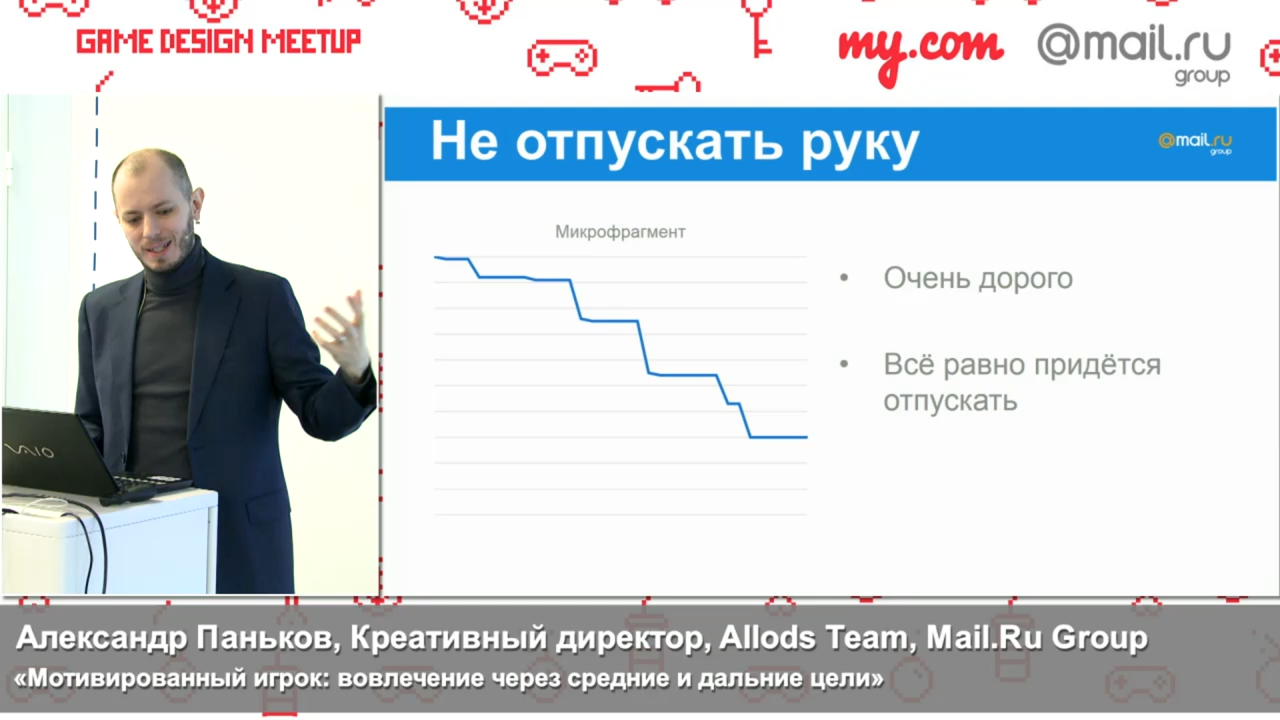 GAME DESIGN MEETUP
my.com
@mail.ru
group
Не отпускать руку
@mail.ru
group
Микрофрагмент
• Очень дорого
• Всё равно придётся
отпускать
VAIO
Александр Паньков, Креативный директор, Allods Team, Mail.Ru Group
«Мотивированный игрок: вовлечение через средние и дальние цели»